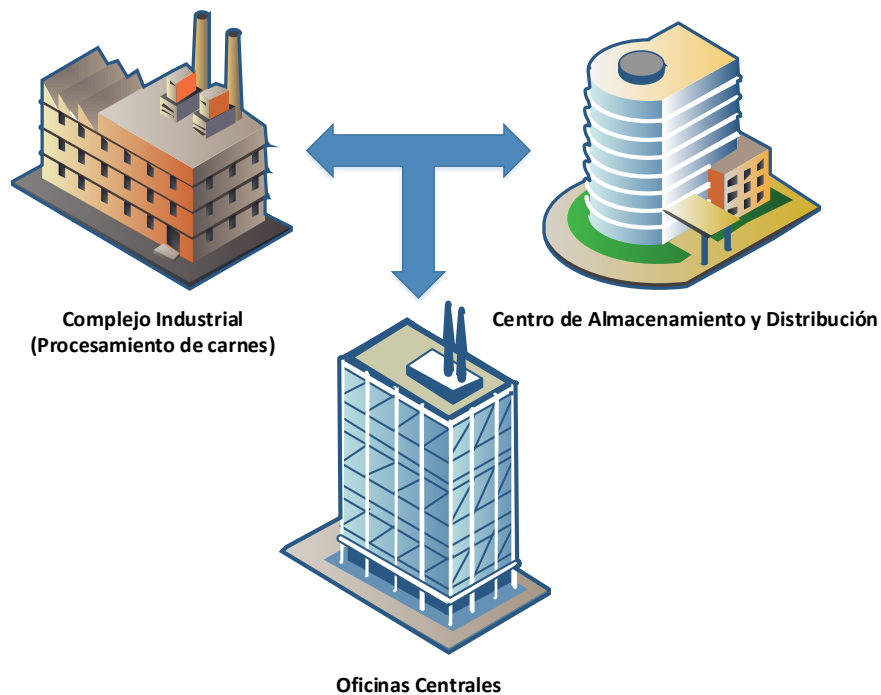 Complejo Industrial
(Procesamiento de carnes)
Centro de Almacenamiento y Distribución
Oficinas Centrales